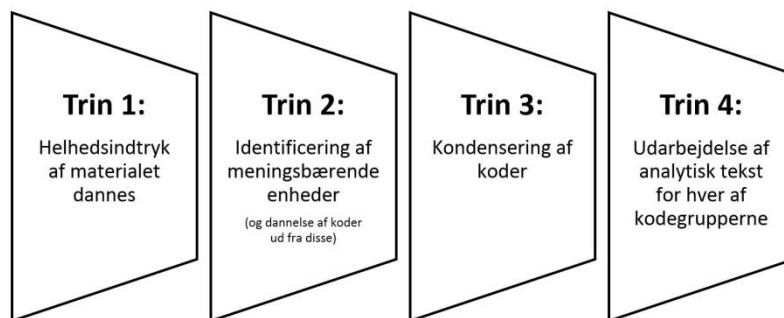 Trin 1:
Helhedsindtryk
af materialet
dannes
Trin 2:
Identificering af
meningsbærende
enheder
(og dannelse af koder
ud fra disse)
Trin 3:
Kondensering af
koder
Trin 4:
Udarbejdelse af
analytisk tekst
for hver af
kodegrupperne